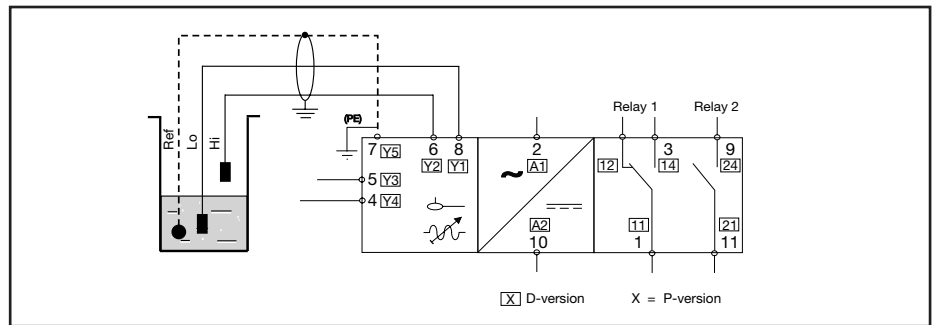 Relay 1 Relay 2
Ref
Lo
Hi
(PE)
7 Y5 6 8 2 3 9
Y2 Y1 A1 12 14 24
5 Y3
4 Y4
~
A2 11 21
10 1 11
X D-version X = P-version